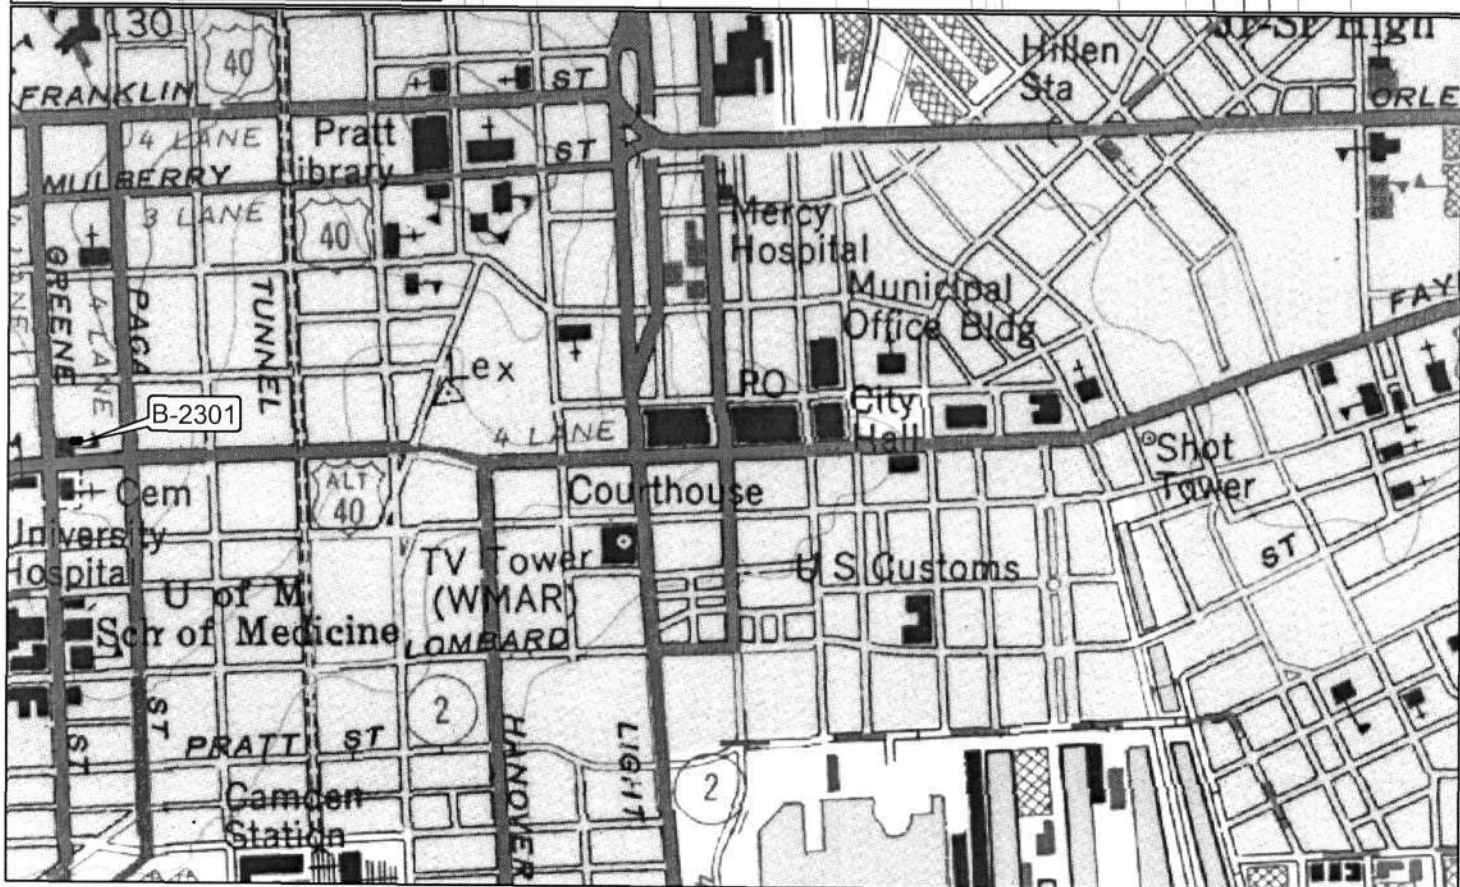 130
40
FRANKLIN
ST
Hillen
Sta
Jr-Sr High
ORLE
4 LANE
Pratt
Library
ST
MULBERRY
3 LANE
40
Mercy
Hospital
GREENE
4 LANE
PACA
TUNNEL
Municipal
Office Bldg
FAY
Lex
PO
City
Hall
B-2301
4 LANE
ALT
40
Cem
Courthouse
Shot
Tower
University
Hospital
TV Tower
(WMAR)
U S Customs
ST
U of M
Sch of Medicine
LOMBARD
2
ST
ST
PRATT ST
HANOVER
LIGHT
2
Camden
Station